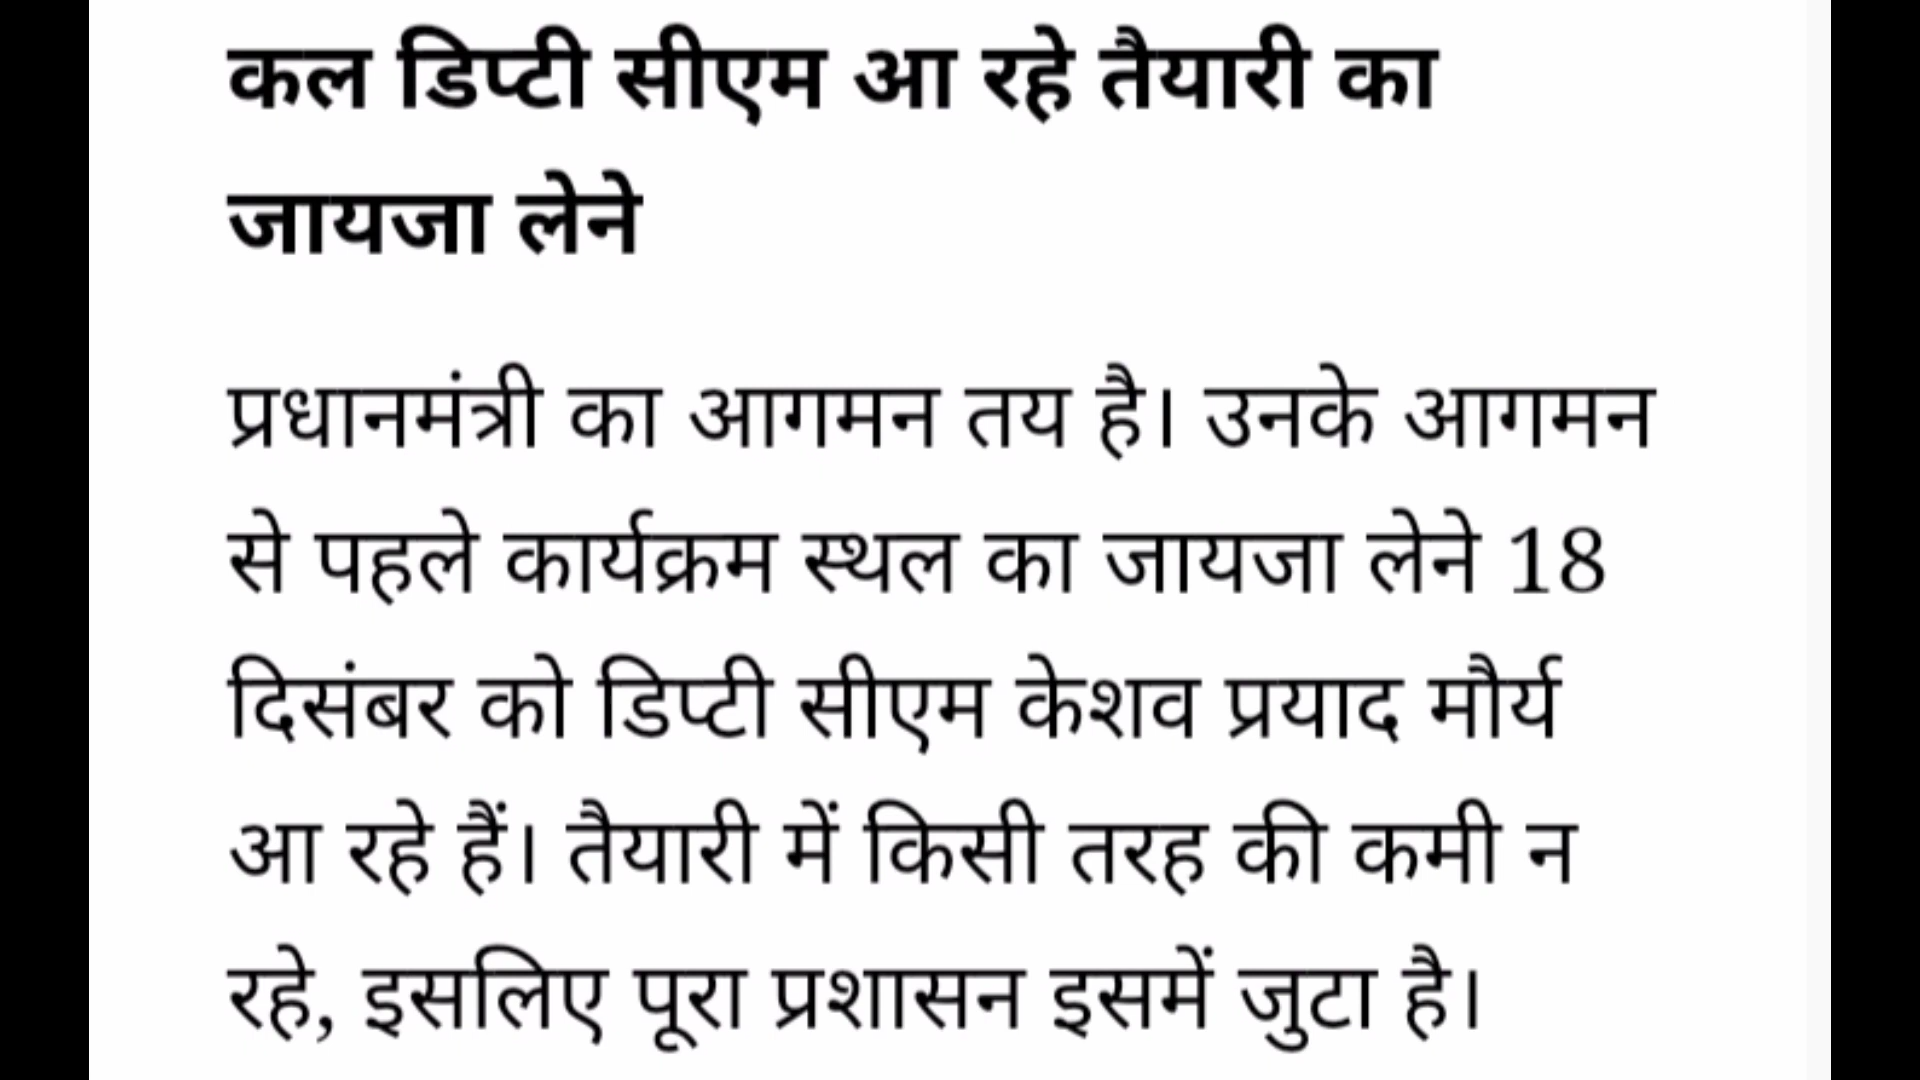 कल डिप्टी सीएम आ रहे तैयारी का
जायजा लेने
प्रधानमंत्री का आगमन तय है। उनके आगमन
से पहले कार्यक्रम स्थल का जायजा लेने 18
दिसंबर को डिप्टी सीएम केशव प्रयाद मौर्य
आ रहे हैं। तैयारी में किसी तरह की कमी न
रहे, इसलिए पूरा प्रशासन इसमें जुटा है।